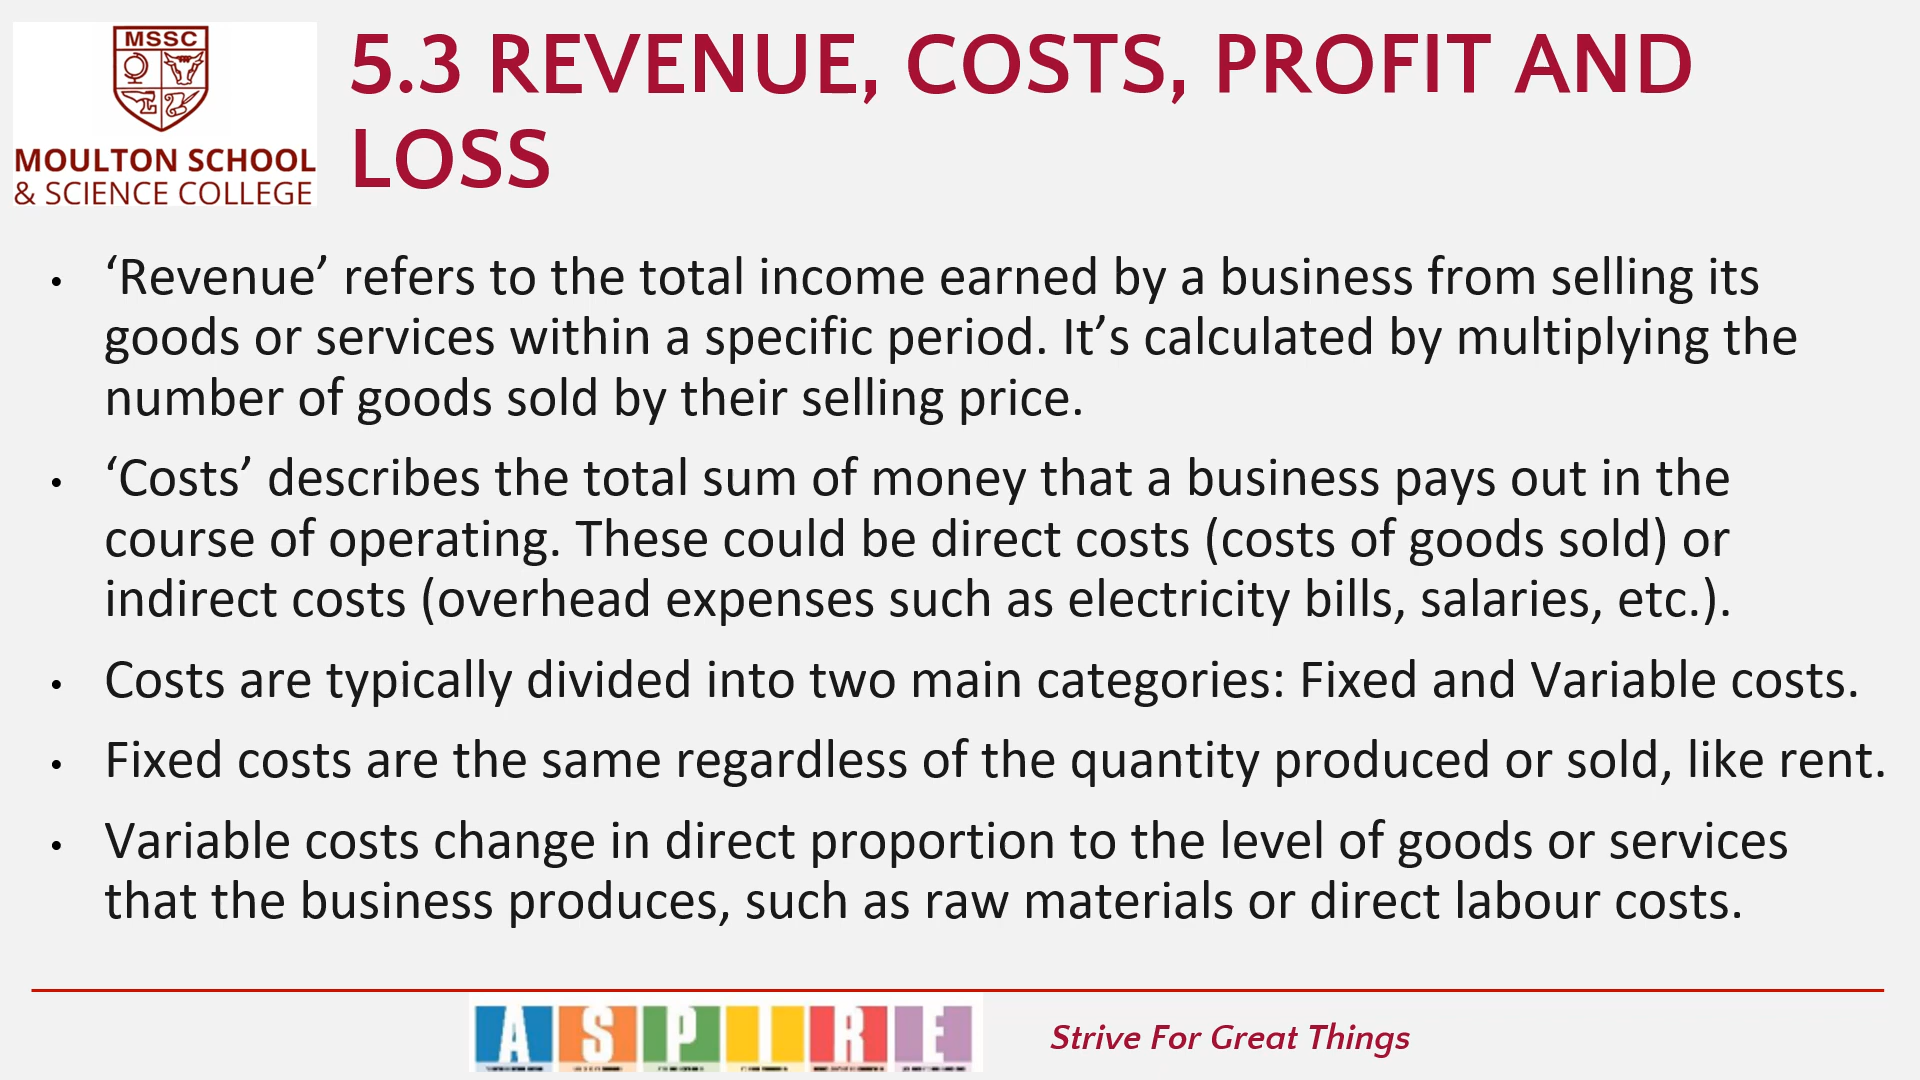 MSSC
MOULTON SCHOOL
& SCIENCE COLLEGE
5.3 REVENUE, COSTS, PROFIT AND
LOSS
• ‘Revenue’ refers to the total income earned by a business from selling its
goods or services within a specific period. It’s calculated by multiplying the
number of goods sold by their selling price.
• ‘Costs’ describes the total sum of money that a business pays out in the
course of operating. These could be direct costs (costs of goods sold) or
indirect costs (overhead expenses such as electricity bills, salaries, etc.).
• Costs are typically divided into two main categories: Fixed and Variable costs.
• Fixed costs are the same regardless of the quantity produced or sold, like rent.
• Variable costs change in direct proportion to the level of goods or services
that the business produces, such as raw materials or direct labour costs.
ASPIRE
Strive For Great Things